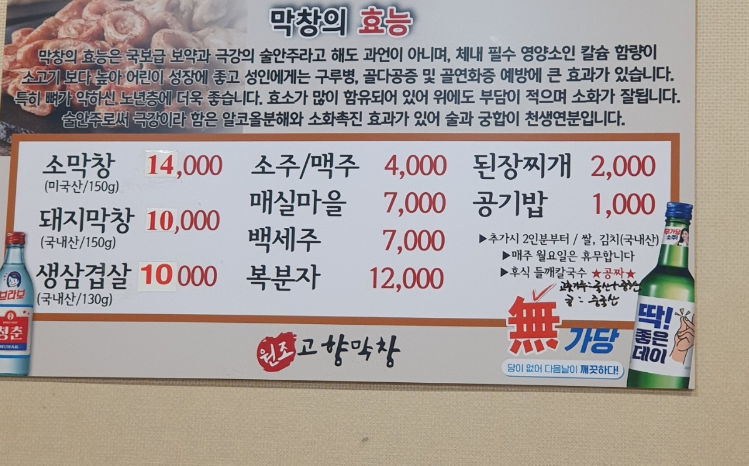 막창의 효능
막창의 효능은 국보급 보약과 극강의 술안주라고 해도 과언이 아니며, 체내 필수 영양소인 칼슘 함량이
소고기 보다 높아 어린이 성장에 좋고 성인에게는 구루병, 골다공증 및 골연화증 예방에 큰 효과가 있습니다.
특히 뼈가 약하신 노년층에 더욱 좋습니다. 효소가 많이 함유되어 있어 위에도 부담이 적으며 소화가 잘됩니다.
술안주로써 극강이라 함은 알코올분해와 소화촉진 효과가 있어 술과 궁합이 천생연분입니다.
소막창 14,000
(미국산/150g)
돼지막창 10,000
(국내산/150g)
생삼겹살 10 000
(국내산/130g)
소주/맥주 4,000
매실마을 7,000
백세주 7,000
복분자 12,000
된장찌개 2,000
공기밥 1,000
▶추가시 2인분부터 / 쌀, 김치(국내산)
▶매주 월요일은 휴무합니다
▶후식 들깨칼국수 ★공짜★
글: 중국산
보라보
청춘
원조 고향막창
無 가당
당이 없어 다음날이 깨끗하다!
무가당
소주!
딱!
좋은
데이